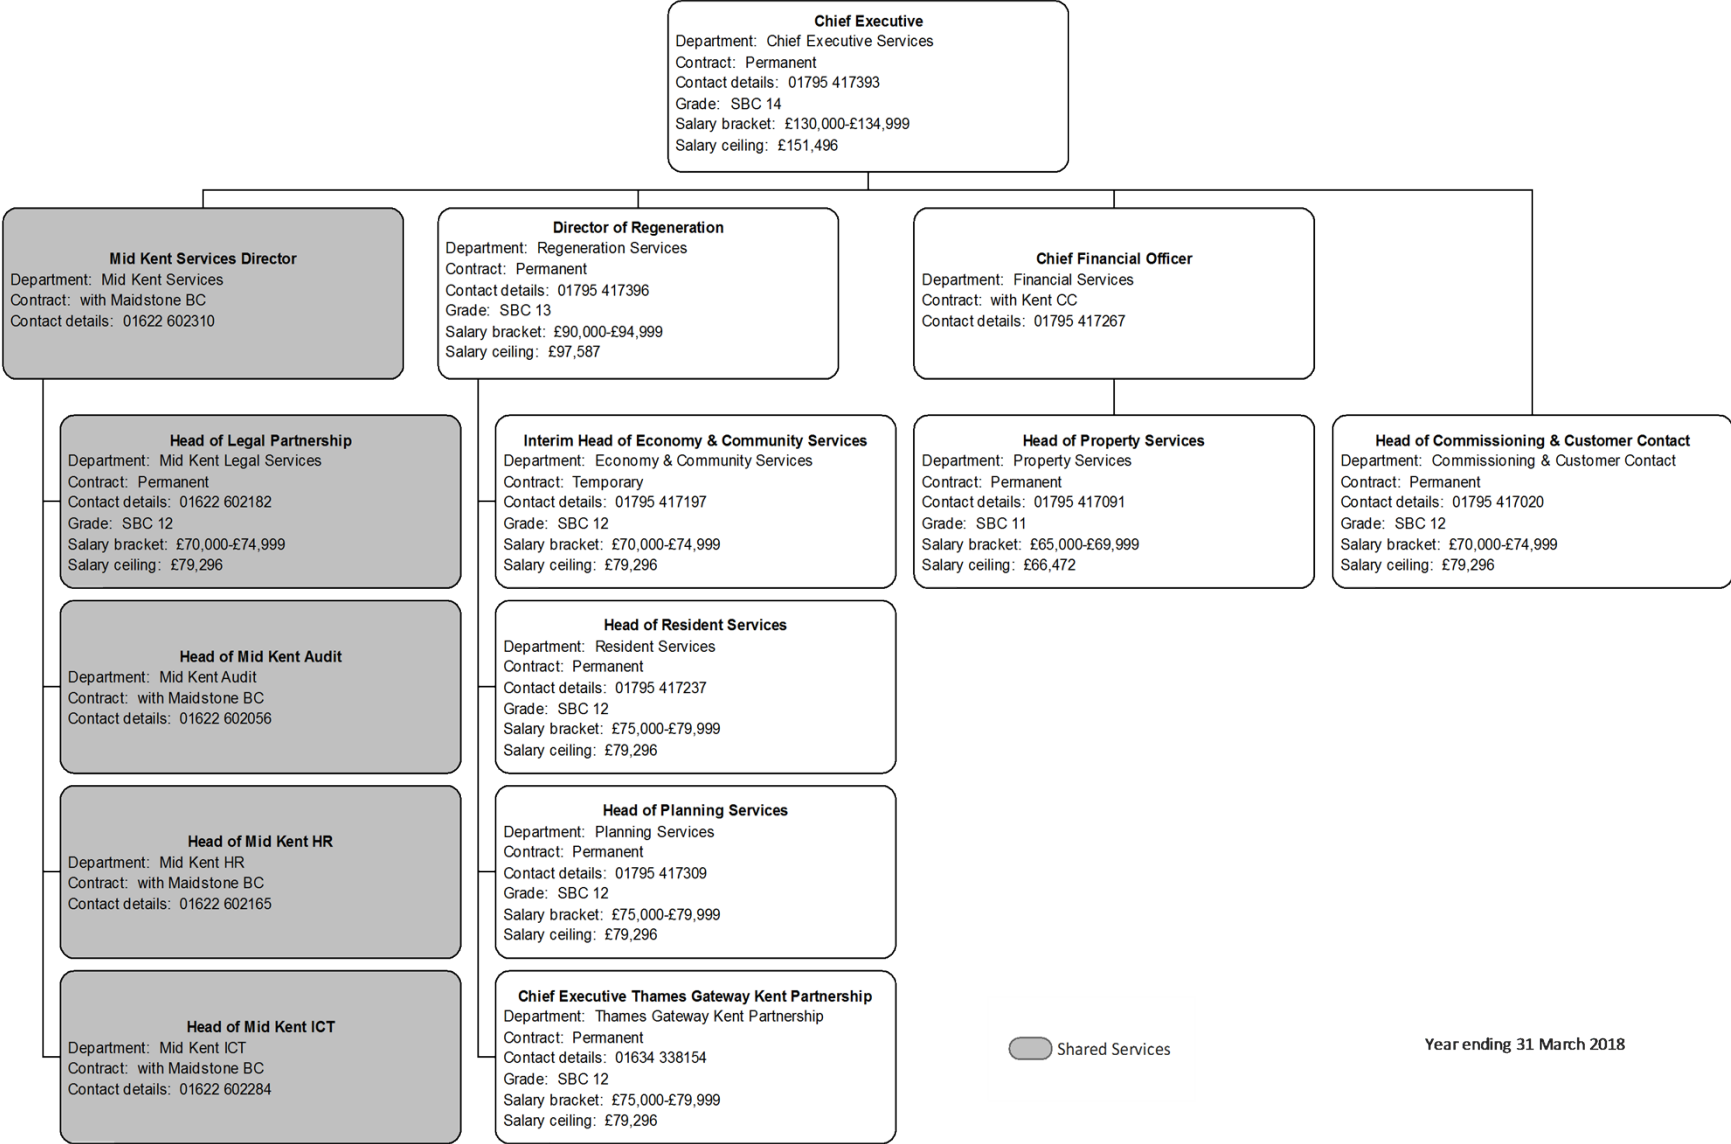 Chief Executive
Department: Chief Executive Services
Contract: Permanent
Contact details: 01795 417393
Grade: SBC 14
Salary bracket: £130,000-£134,999
Salary ceiling: £151,496
Mid Kent Services Director
Department: Mid Kent Services
Contract: with Maidstone BC
Contact details: 01622 602310
Director of Regeneration
Department: Regeneration Services
Contract: Permanent
Contact details: 01795 417396
Grade: SBC 13
Salary bracket: £90,000-£94,999
Salary ceiling: £97,587
Chief Financial Officer
Department: Financial Services
Contract: with Kent CC
Contact details: 01795 417267
Head of Legal Partnership
Department: Mid Kent Legal Services
Contract: Permanent
Contact details: 01622 602182
Grade: SBC 12
Salary bracket: £70,000-£74,999
Salary ceiling: £79,296
Interim Head of Economy & Community Services
Department: Economy & Community Services
Contract: Temporary
Contact details: 01795 417197
Grade: SBC 12
Salary bracket: £70,000-£74,999
Salary ceiling: £79,296
Head of Property Services
Department: Property Services
Contract: Permanent
Contact details: 01795 417091
Grade: SBC 11
Salary bracket: £65,000-£69,999
Salary ceiling: £66,472
Head of Commissioning & Customer Contact
Department: Commissioning & Customer Contact
Contract: Permanent
Contact details: 01795 417020
Grade: SBC 12
Salary bracket: £70,000-£74,999
Salary ceiling: £79,296
Head of Mid Kent Audit
Department: Mid Kent Audit
Contract: with Maidstone BC
Contact details: 01622 602056
Head of Resident Services
Department: Resident Services
Contract: Permanent
Contact details: 01795 417237
Grade: SBC 12
Salary bracket: £75,000-£79,999
Salary ceiling: £79,296
Head of Mid Kent HR
Department: Mid Kent HR
Contract: with Maidstone BC
Contact details: 01622 602165
Head of Planning Services
Department: Planning Services
Contract: Permanent
Contact details: 01795 417309
Grade: SBC 12
Salary bracket: £75,000-£79,999
Salary ceiling: £79,296
Head of Mid Kent ICT
Department: Mid Kent ICT
Contract: with Maidstone BC
Contact details: 01622 602284
Chief Executive Thames Gateway Kent Partnership
Department: Thames Gateway Kent Partnership
Contract: Permanent
Contact details: 01634 338154
Grade: SBC 12
Salary bracket: £75,000-£79,999
Salary ceiling: £79,296
Shared Services
Year ending 31 March 2018